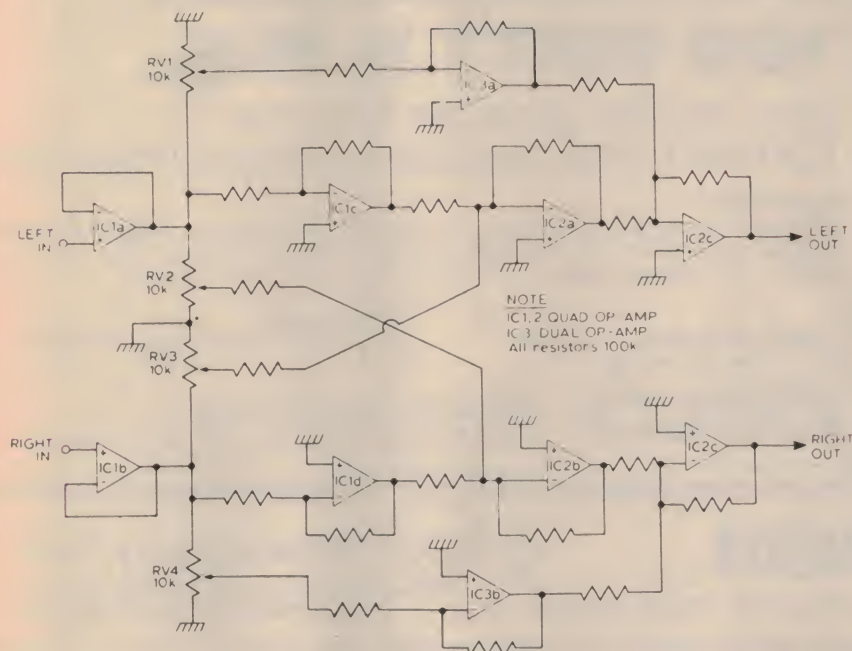 RV1
10k
IC3a
IC1c
IC2a
IC1a
LEFT
IN
IC2c
LEFT
OUT
RV2
10k
NOTE
IC1,2 QUAD OP-AMP
IC3 DUAL OP-AMP
All resistors 100k
RV3
10k
RIGHT
IN
IC1b
IC1d
IC2b
IC2c
RIGHT
OUT
RV4
10k
IC3b